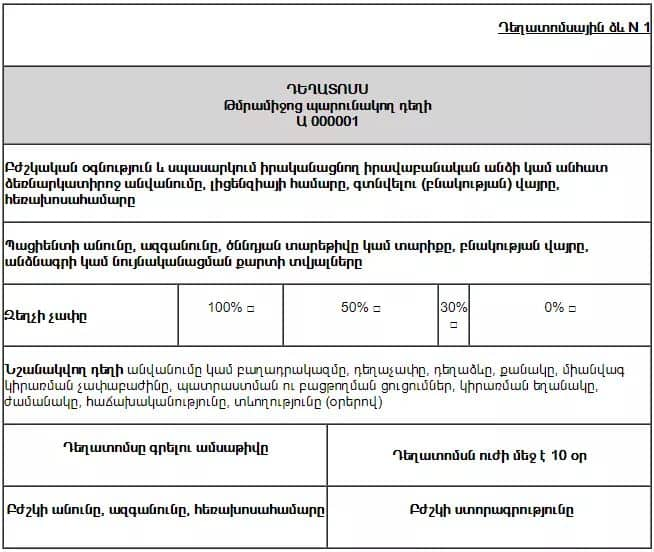 Դեղատոմսային ձև N 1
ԴԵՂԱՏՈՄՍ
Թմրամիջոց պարունակող դեղի
Ա 000001
Բժշկական օգնություն և սպասարկում իրականացնող իրավաբանական անձի կամ անհատ
ձեռնարկատիրոջ անվանումը, լիցենզիայի համարը, գտնվելու (բնակության) վայրը,
հեռախոսահամարը
Պացիենտի անունը, ազգանունը, ծննդյան տարեթիվը կամ տարիքը, բնակության վայրը,
անձնագրի կամ նույնականացման քարտի տվյալները
Զեղչի չափը
100% □
50% □
30%
□
0% □
Նշանակվող դեղի անվանումը կամ բաղադրակազմը, դեղաչափը, դեղաձևը, քանակը, միանվագ
կիրառման չափաբաժինը, պատրաստման ու բացթողման ցուցումներ, կիրառման եղանակը,
ժամանակը, հաճախականությունը, տևողությունը (օրերով)
Դեղատոմսը գրելու ամսաթիվը
Դեղատոմսն ուժի մեջ է 10 օր
Բժշկի անունը, ազգանունը, հեռախոսահամարը
Բժշկի ստորագրությունը